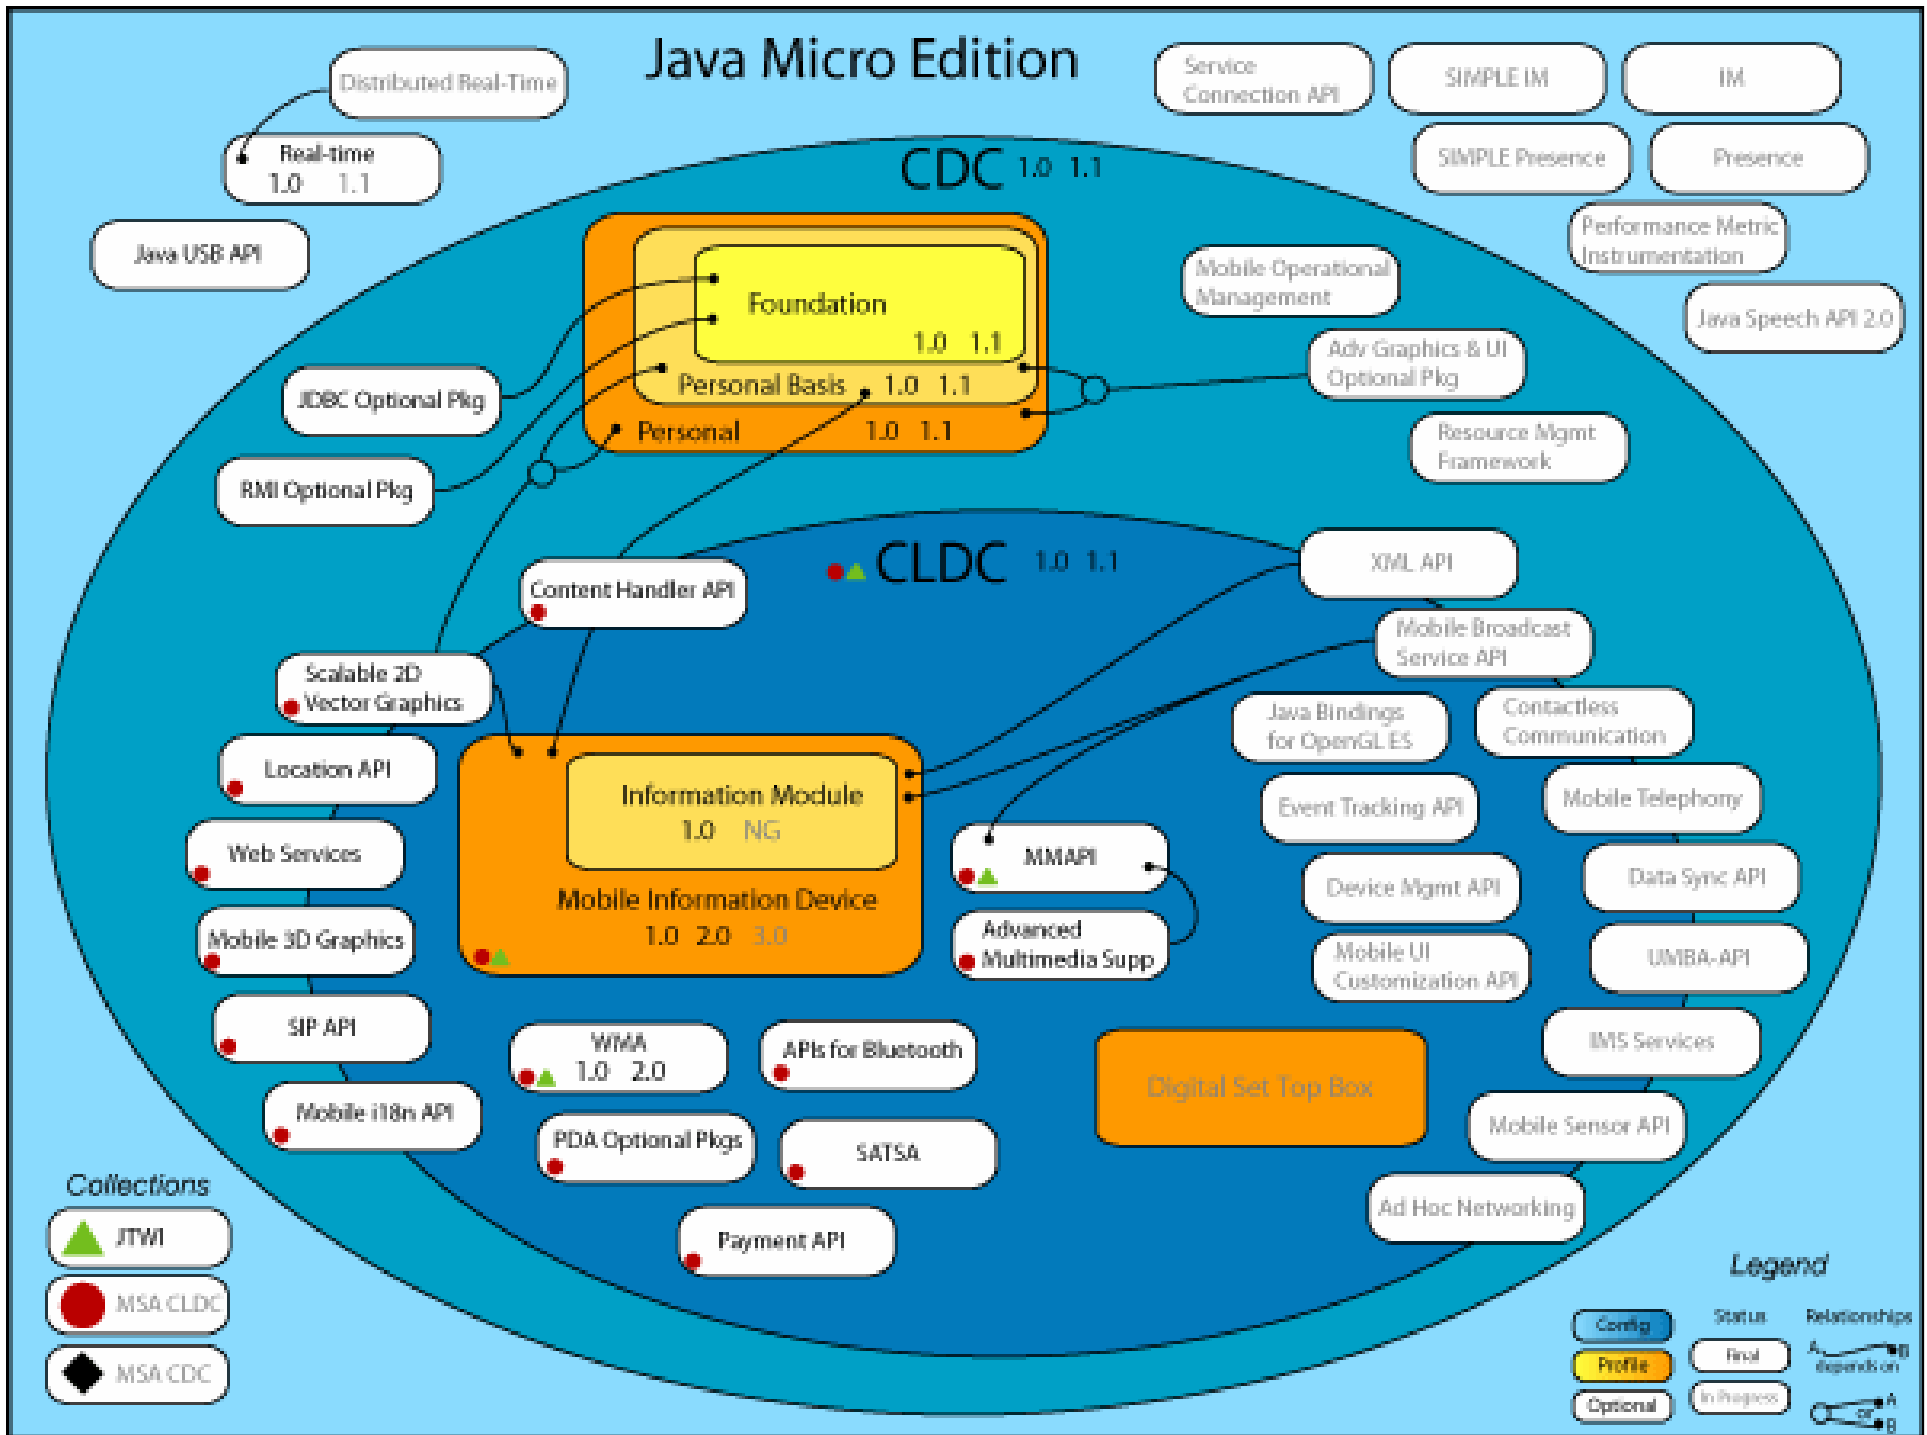 Java Micro Edition
Distributed Real-Time
Real-time
1.0 1.1
Java USB API
Service
Connection API
SIMPLE IM
IM
SIMPLE Presence
Presence
Performance Metric
Instrumentation
Java Speech API 2.0
CDC 1.0 1.1
Foundation
1.0 1.1
Personal Basis 1.0 1.1
Personal 1.0 1.1
Mobile Operational
Management
Adv Graphics & UI
Optional Pkg
Resource Mgmt
Framework
JDBC Optional Pkg
RMI Optional Pkg
CLDC 1.0 1.1
Content Handler API
Scalable 2D
Vector Graphics
Location API
Web Services
Mobile 3D Graphics
SIP API
Mobile i18n API
XML API
Mobile Broadcast
Service API
Java Bindings
for OpenGL ES
Contactless
Communication
Event Tracking API
Mobile Telephony
Device Mgmt API
Data Sync API
Mobile UI
Customization API
UMBA-API
IMS Services
Mobile Sensor API
Ad Hoc Networking
Information Module
1.0 NG
Mobile Information Device
1.0 2.0 3.0
MMAPI
Advanced
Multimedia Supp
WMA
1.0 2.0
APIs for Bluetooth
PDA Optional Pkgs
SATSA
Payment API
Digital Set Top Box
Collections
JTWI
MSA CLDC
MSA CDC
Legend
Config
Profile
Optional
Status
Final
In Progress
Relationships
A B
depends on
A
or
B